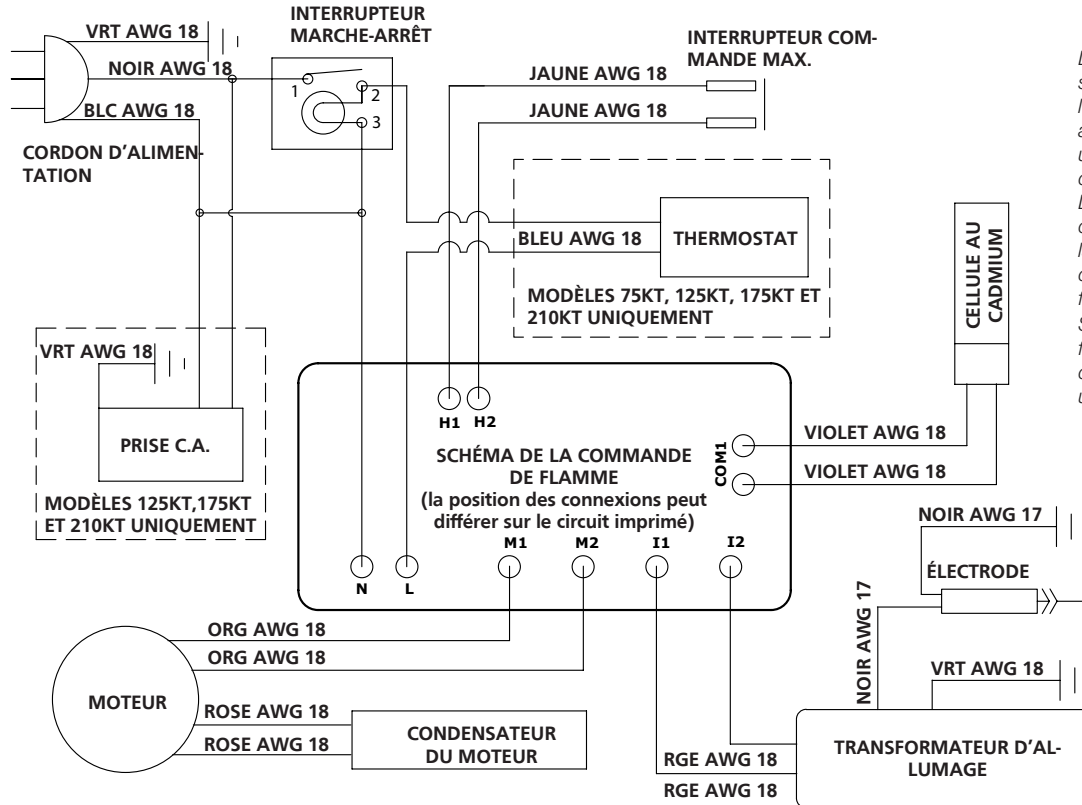 VRT AWG 18
NOIR AWG 18
BLC AWG 18
CORDON D'ALIMEN-
TATION
INTERRUPTEUR
MARCHE-ARRÊT
1
2
3
INTERRUPTEUR COM-
MANDE MAX.
JAUNE AWG 18
JAUNE AWG 18
BLEU AWG 18
THERMOSTAT
MODÈLES 75KT, 125KT, 175KT ET
210KT UNIQUEMENT
CELLULE AU
CADMIUM
VRT AWG 18
PRISE C.A.
MODÈLES 125KT,175KT
ET 210KT UNIQUEMENT
H1
H2
SCHÉMA DE LA COMMANDE
DE FLAMME
(la position des connexions peut
différer sur le circuit imprimé)
COM1
VIOLET AWG 18
VIOLET AWG 18
M1
M2
I1
I2
N
L
NOIR AWG 17
ÉLECTRODE
NOIR AWG 17
VRT AWG 18
ORG AWG 18
ORG AWG 18
MOTEUR
ROSE AWG 18
ROSE AWG 18
CONDENSATEUR
DU MOTEUR
RGE AWG 18
RGE AWG 18
TRANSFORMATEUR D'AL-
LUMAGE